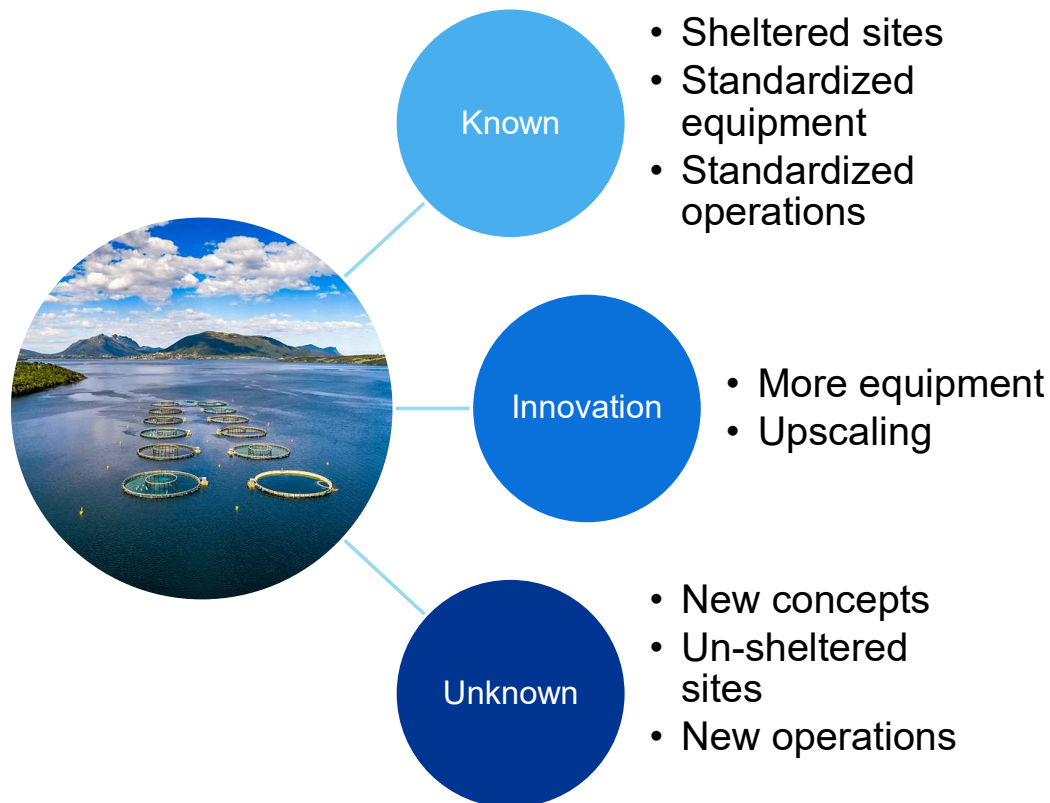 Known
• Sheltered sites
• Standardized
equipment
• Standardized
operations
Innovation
• More equipment
• Upscaling
Unknown
• New concepts
• Un-sheltered
sites
• New operations